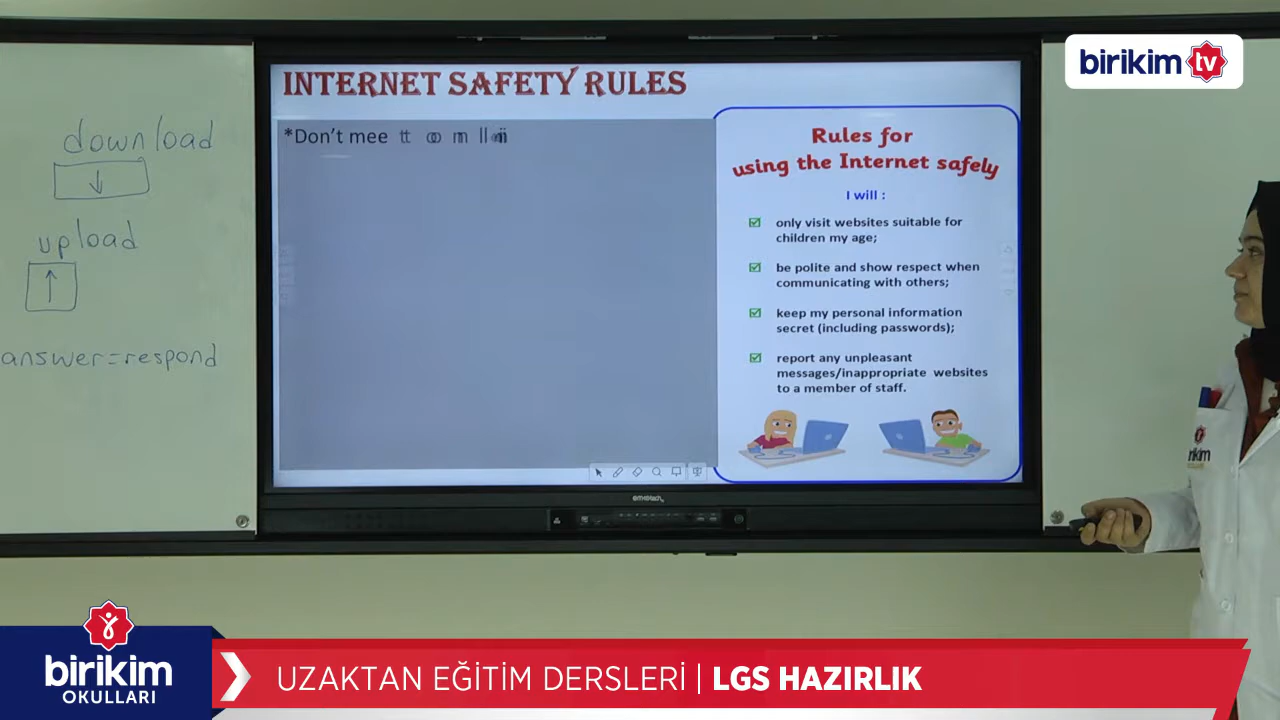 birikim tv
INTERNET SAFETY RULES
*Don't mee
Rules for
using the Internet safely
I will :
only visit websites suitable for
children my age;
be polite and show respect when
communicating with others;
keep my personal information
secret (including passwords);
report any unpleasant
messages/inappropriate websites
to a member of staff.
download
upload
answer=respond
birikim
OKULLARI
UZAKTAN EĞİTİM DERSLERİ | LGS HAZIRLIK